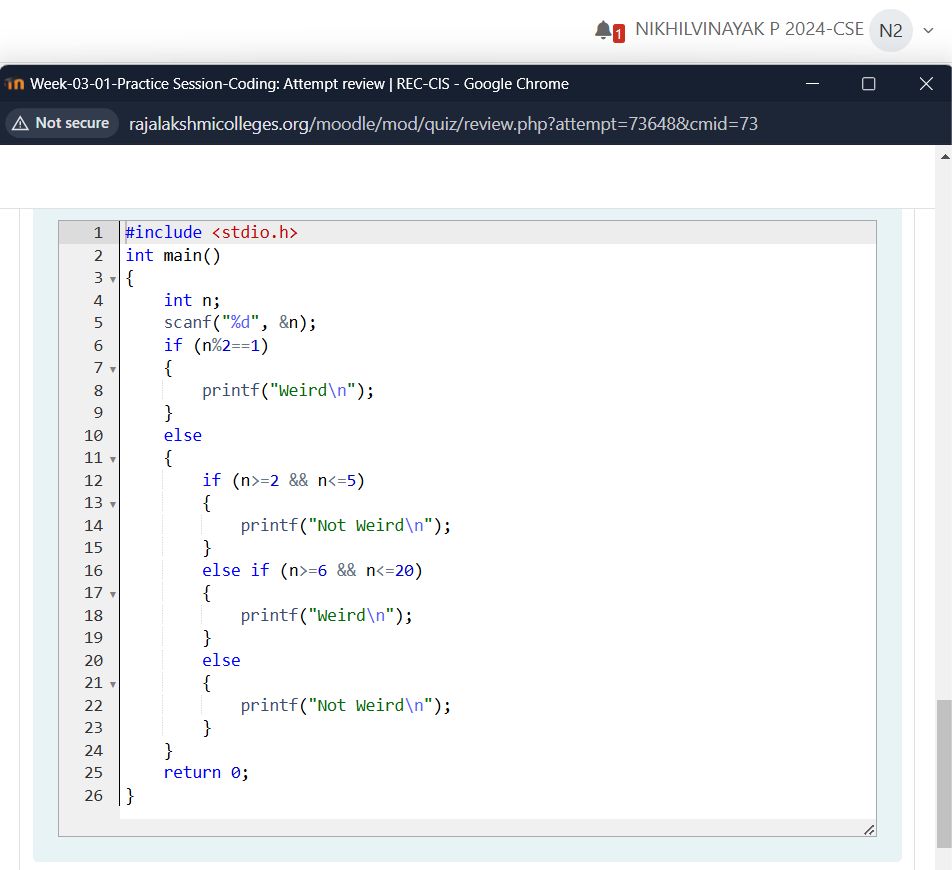 1 NIKHILVINAYAK P 2024-CSE N2
Week-03-01-Practice Session-Coding: Attempt review | REC-CIS - Google Chrome
Not secure rajalakshmicolleges.org/moodle/mod/quiz/review.php?attempt=73648&cmid=73
1 #include <stdio.h>
2 int main()
3 {
4     int n;
5     scanf("%d", &n);
6     if (n%2==1)
7     {
8         printf("Weird\n");
9     }
10     else
11     {
12         if (n>=2 && n<=5)
13         {
14             printf("Not Weird\n");
15         }
16         else if (n>=6 && n<=20)
17         {
18             printf("Weird\n");
19         }
20         else
21         {
22             printf("Not Weird\n");
23         }
24     }
25     return 0;
26 }